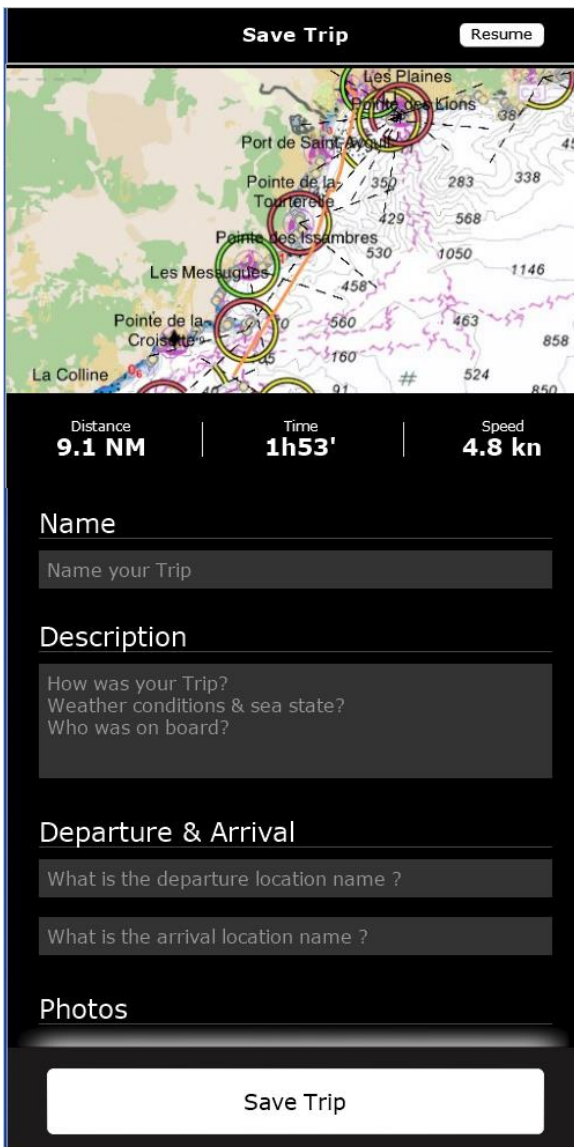 Save Trip
Resume
Les Plaines
Pointe des Lions
38
Port de Saint-Aygulf
45
Pointe de la
Tourterelle
350
283
338
429
568
Pointe des Issambres
530
1050
Les Messugues
1146
458
Pointe de la
Croisette
560
463
858
160
La Colline
524
91
850
Distance
Time
Speed
9.1 NM
1h53'
4.8 kn
Name
Name your Trip
Description
How was your Trip?
Weather conditions & sea state?
Who was on board?
Departure & Arrival
What is the departure location name ?
What is the arrival location name ?
Photos
Save Trip